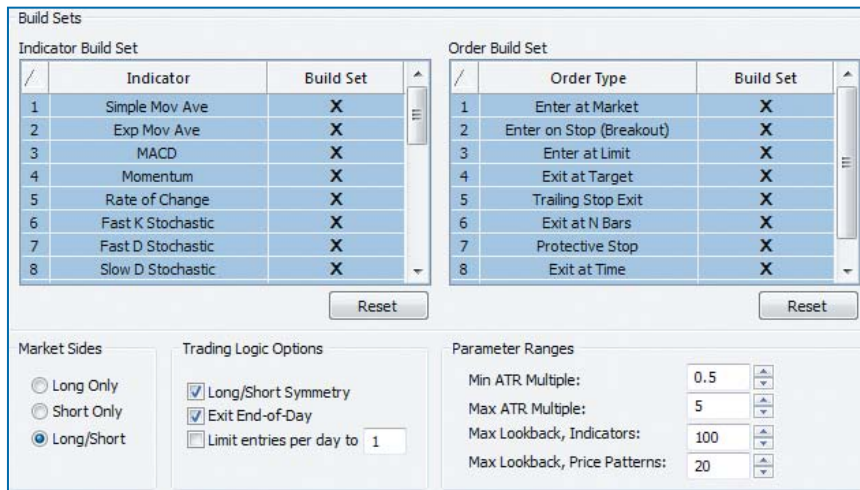 Build Sets
Indicator Build Set
/ Indicator Build Set
1 Simple Mov Ave X
2 Exp Mov Ave X
3 MACD X
4 Momentum X
5 Rate of Change X
6 Fast K Stochastic X
7 Fast D Stochastic X
8 Slow D Stochastic X
Reset
Order Build Set
/ Order Type Build Set
1 Enter at Market X
2 Enter on Stop (Breakout) X
3 Enter at Limit X
4 Exit at Target X
5 Trailing Stop Exit X
6 Exit at N Bars X
7 Protective Stop X
8 Exit at Time X
Reset
Market Sides
Long Only
Short Only
Long/Short
Trading Logic Options
Long/Short Symmetry
Exit End-of-Day
Limit entries per day to 1
Parameter Ranges
Min ATR Multiple: 0.5
Max ATR Multiple: 5
Max Lookback, Indicators: 100
Max Lookback, Price Patterns: 20